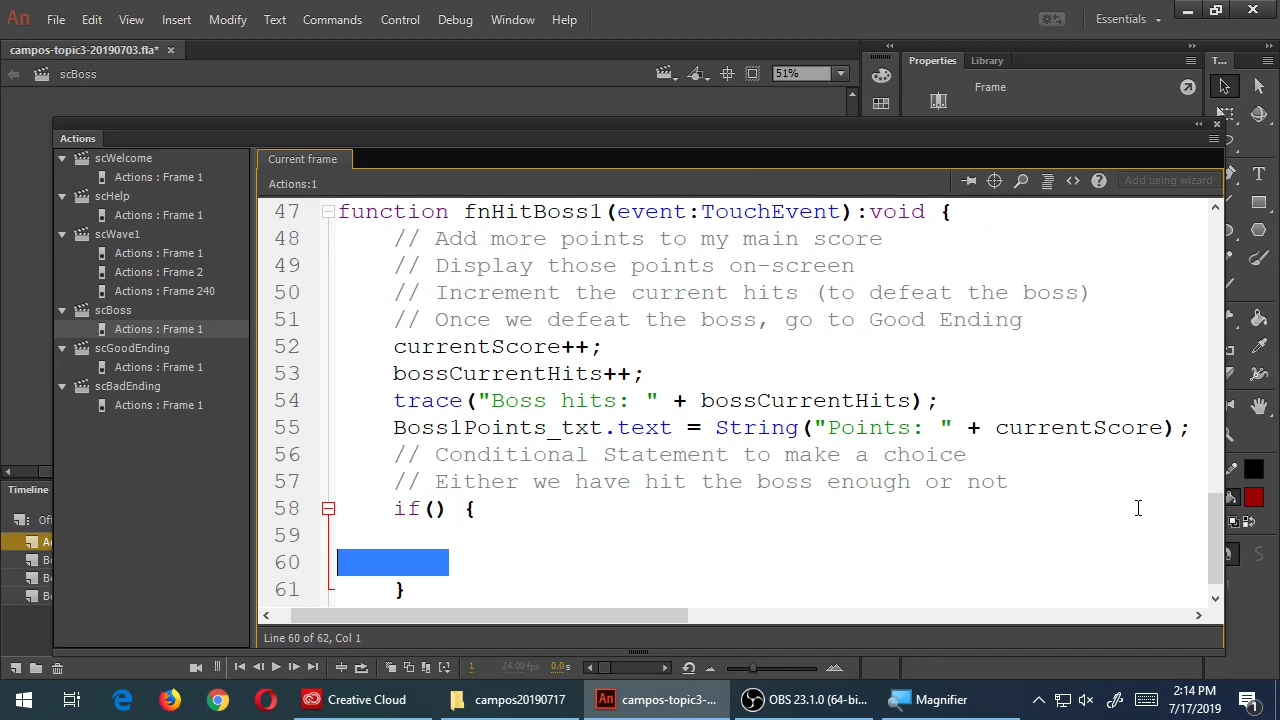 An File Edit View Insert Modify Text Commands Control Debug Window Help Essentials
campos-topic3-20190703.fla* ×
scBoss 51%
Properties Library T...
Frame
Actions
Current frame
Actions:1 Add using wizard
scWelcome
Actions : Frame 1
scHelp
Actions : Frame 1
scWave1
Actions : Frame 1
Actions : Frame 2
Actions : Frame 240
scBoss
Actions : Frame 1
scGoodEnding
Actions : Frame 1
scBadEnding
Actions : Frame 1
47 function fnHitBoss1(event:TouchEvent):void {
48 // Add more points to my main score
49 // Display those points on-screen
50 // Increment the current hits (to defeat the boss)
51 // Once we defeat the boss, go to Good Ending
52 currentScore++;
53 bossCurrentHits++;
54 trace("Boss hits: " + bossCurrentHits);
55 Boss1Points_txt.text = String("Points: " + currentScore);
56 // Conditional Statement to make a choice
57 // Either we have hit the boss enough or not
58 if() {
59
60
61 }
Line 60 of 62, Col 1
Timeline
1 24.00 fps 0.0 s
Creative Cloud campos20190717 An campos-topic3-... OBS 23.1.0 (64-bi... Magnifier
2:14 PM
7/17/2019
1